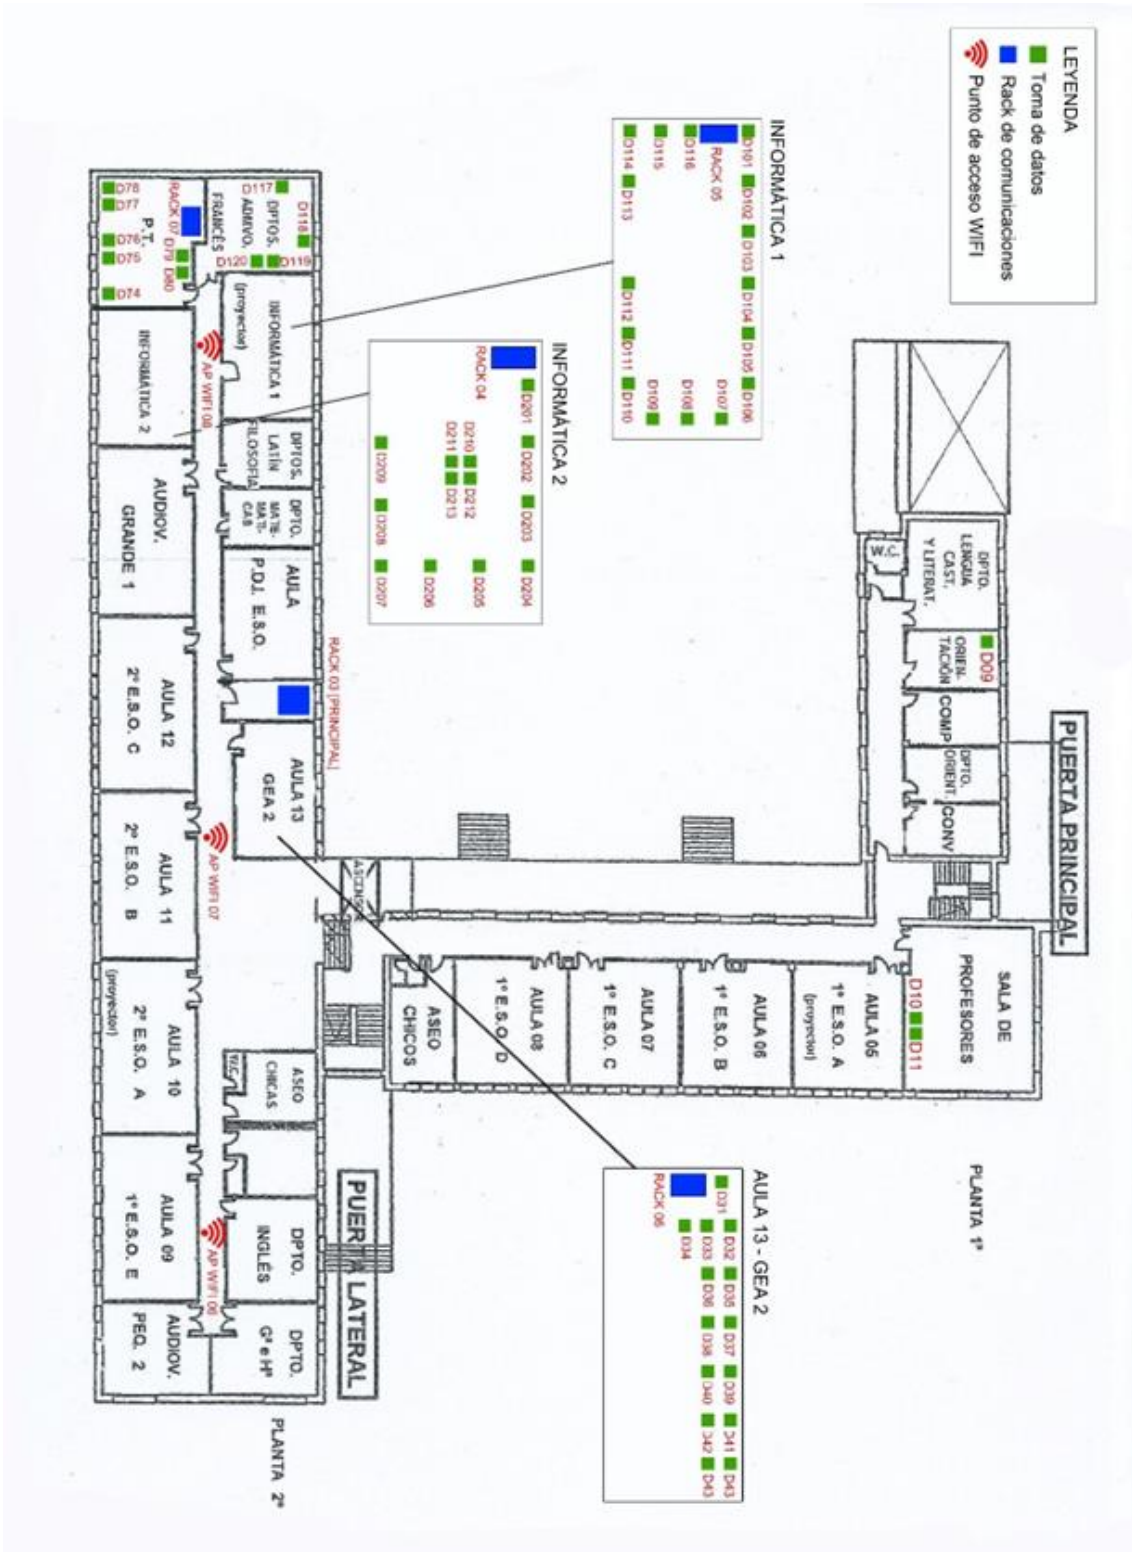 LEYENDA
Toma de datos
Rack de comunicaciones
Punto de acceso WIFI
INFORMÁTICA 1
D101
D102
D103
D104
D105
D106
RACK 05
D116
D115
D114
D113
D112
D111
D110
D109
D108
D107
INFORMÁTICA 2
RACK 04
D201
D202
D203
D204
D210
D211
D212
D213
D205
D206
D209
D208
D207
PUERTA PRINCIPAL
W.C.
DPTO.
LENGUA
CAST.
Y LITERAT.
D09
ORIEN-
TACIÓN
COMP
DPTO.
ORIENT.
CONV
SALA DE
PROFESORES
D10
D11
AULA 05
1º E.S.O. A
(proyector)
AULA 06
1º E.S.O. B
AULA 07
1º E.S.O. C
AULA 08
1º E.S.O. D
ASEO
CHICOS
PLANTA 1ª
AULA 13 - GEA 2
D31
D32
D35
D37
D39
D41
D43
D33
D36
D38
D40
D42
D43
D34
RACK 06
D117
D118
DPTOS.
ADMVO.
FRANCÉS
D120
D119
RACK 07
D78
D77
P.T.
D76
D75
D79
D80
D74
INFORMÁTICA 1
(proyector)
AP WIFI 08
INFORMÁTICA 2
DPTOS.
LATÍN
FILOSOFIA
DPTO.
MATE-
MATI-
CAS
AULA
P.D.I. E.S.O.
RACK 03 [PRINCIPAL]
AUDIOV.
GRANDE 1
AULA 12
2º E.S.O. C
AULA 13
GEA 2
AULA 11
2º E.S.O. B
AP WIFI 07
AULA 10
2º E.S.O. A
(proyector)
ASEO
CHICAS
W.C.
AULA 09
1º E.S.O. E
AP WIFI 06
DPTO.
INGLÉS
AUDIOV.
PEQ. 2
DPTO.
Gª e Hª
PUERTA LATERAL
PLANTA 2ª